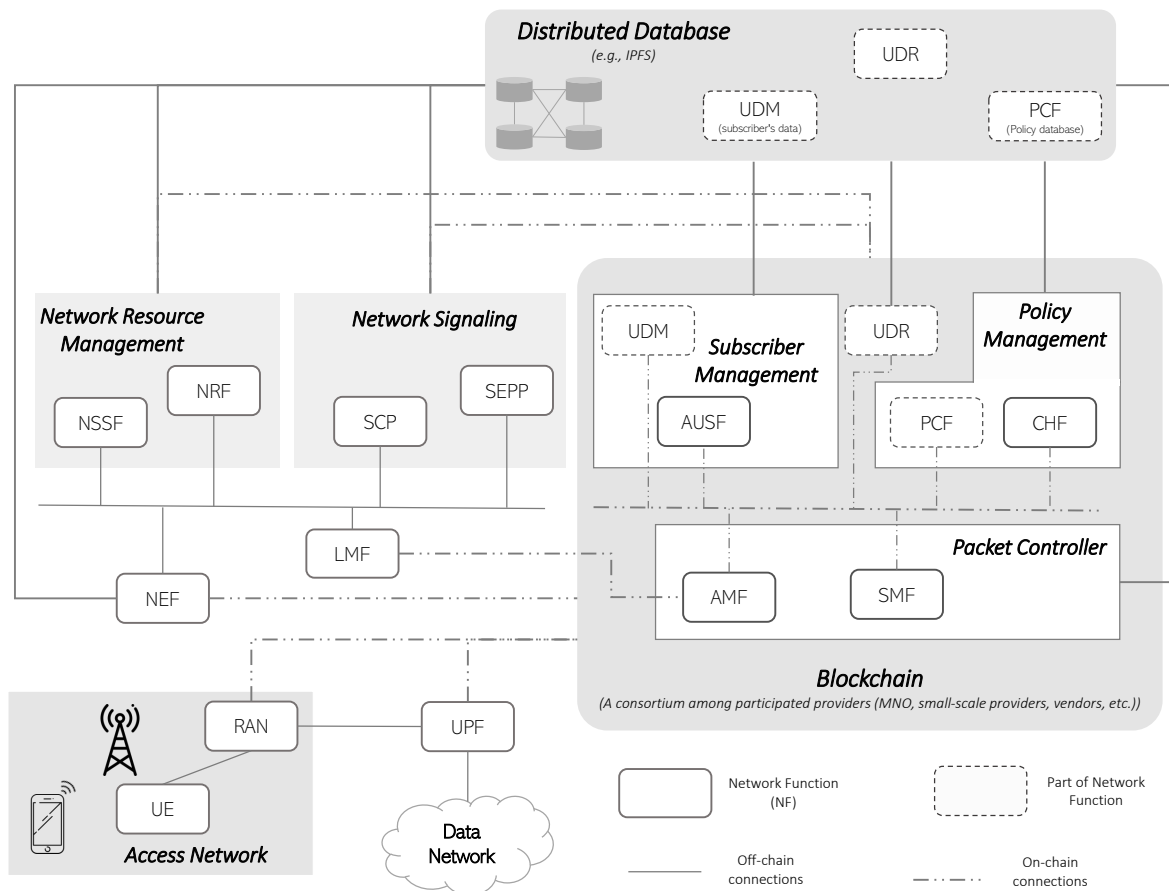 Distributed Database
(e.g., IPFS)
UDR
UDM
(subscriber's data)
PCF
(Policy database)
Network Resource
Management
NRF
NSSF
Network Signaling
SEPP
SCP
UDM
Subscriber
Management
AUSF
UDR
Policy
Management
PCF
CHF
LMF
NEF
Packet Controller
AMF
SMF
Blockchain
(A consortium among participated providers (MNO, small-scale providers, vendors, etc.))
RAN
UE
Access Network
UPF
Data
Network
Network Function
(NF)
Part of Network
Function
Off-chain
connections
On-chain
connections